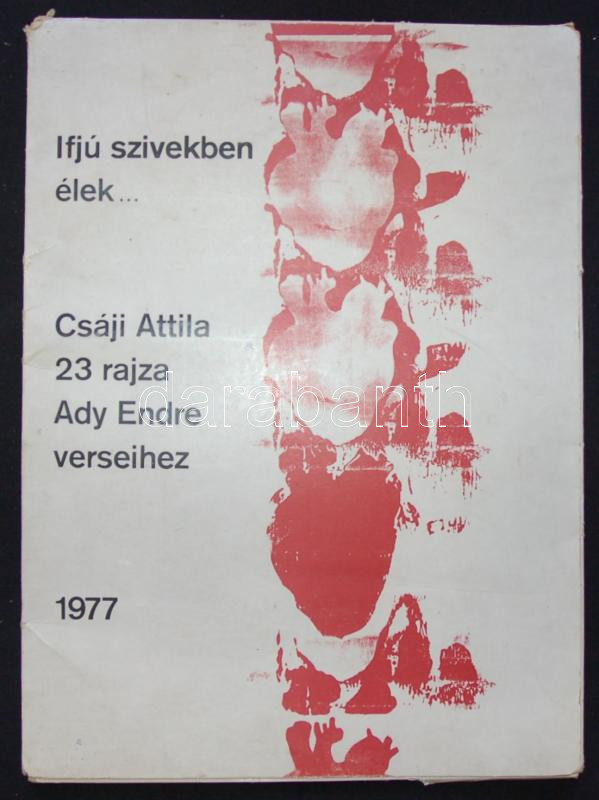 Ifjú szivekben
élek...
Csáji Attila
23 rajza
darabanth
Ady Endre
verseihez
1977